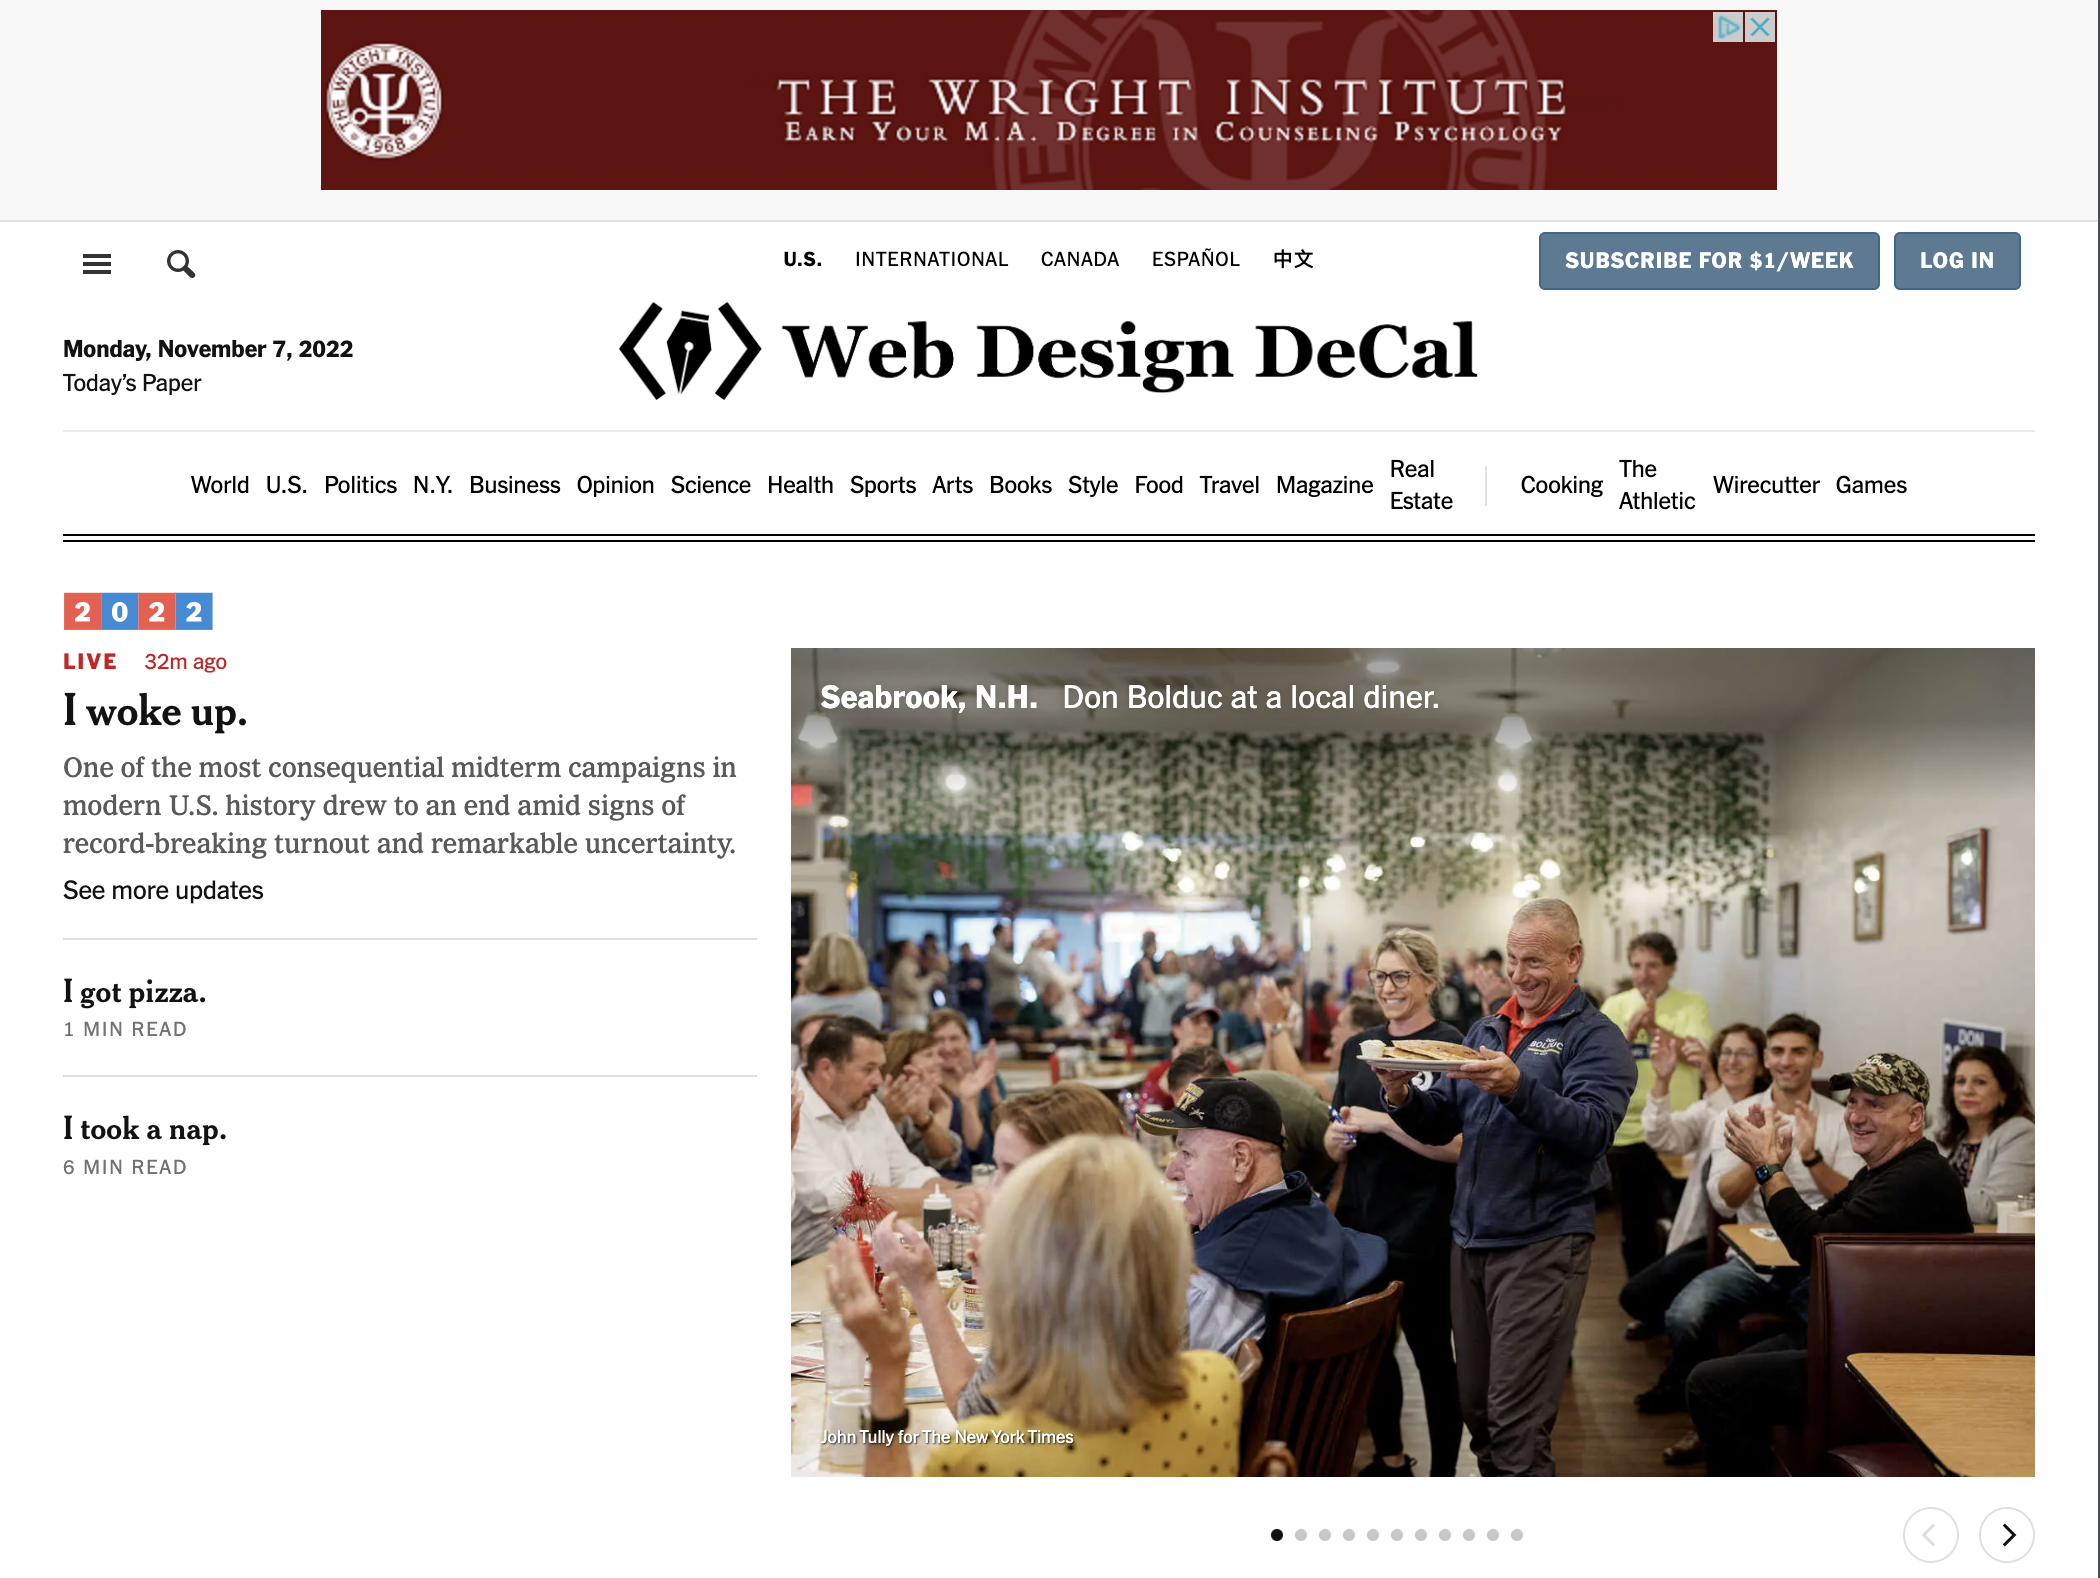 THE WRIGHT INSTITUTE
1968
THE WRIGHT INSTITUTE
EARN YOUR M.A. DEGREE IN COUNSELING PSYCHOLOGY
U.S. INTERNATIONAL CANADA ESPAÑOL 中文
SUBSCRIBE FOR $1/WEEK LOG IN
Monday, November 7, 2022
Today's Paper
Web Design DeCal
World U.S. Politics N.Y. Business Opinion Science Health Sports Arts Books Style Food Travel Magazine Real Estate Cooking The Athletic Wirecutter Games
2022
LIVE 32m ago
I woke up.
One of the most consequential midterm campaigns in
modern U.S. history drew to an end amid signs of
record-breaking turnout and remarkable uncertainty.
See more updates
I got pizza.
1 MIN READ
I took a nap.
6 MIN READ
Seabrook, N.H. Don Bolduc at a local diner.
DON
BOLDUC
John Tully for The New York Times